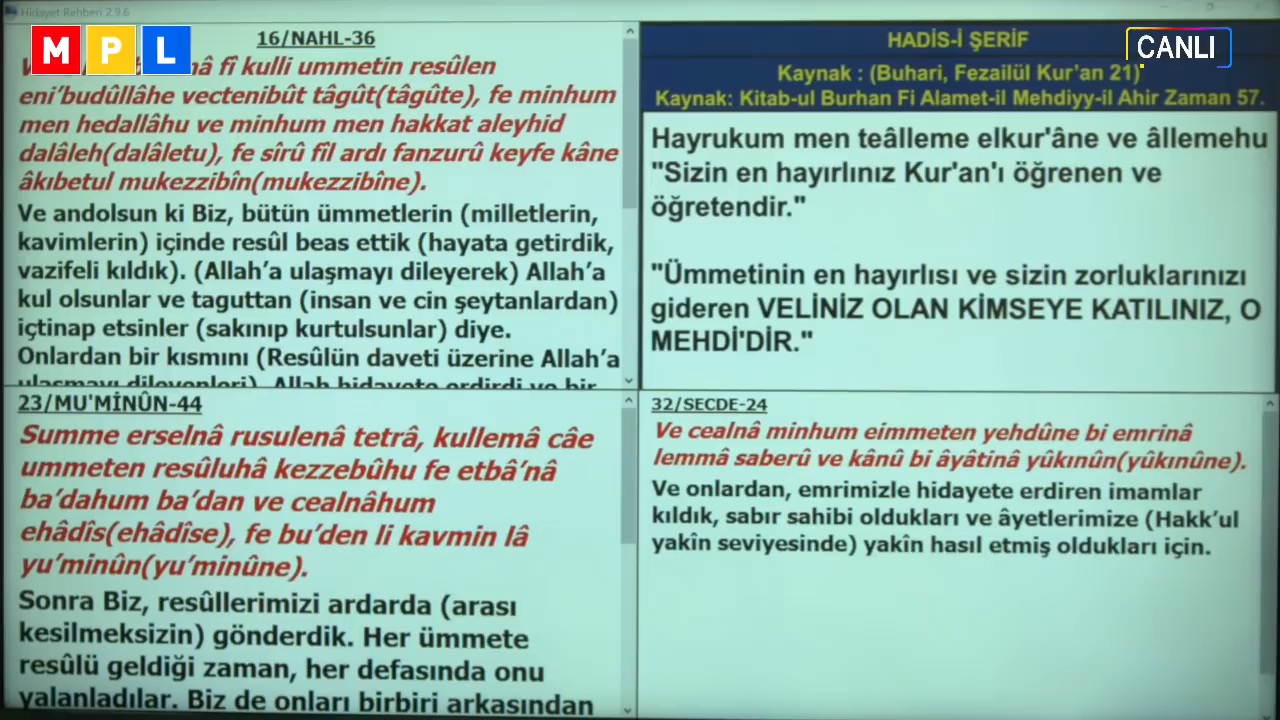 Hidayet Rehberi 2.9.6
MPL
CANLI
16/NAHL-36
fî kulli ummetin resûlen
eni'budûllâhe vectenibût tâgût(tâgûte), fe minhum
men hedallâhu ve minhum men hakkat aleyhid
dalâleh(dalâletu), fe sîrû fîl ardı fanzurû keyfe kâne
âkıbetul mukezzibîn(mukezzibîne).
Ve andolsun ki Biz, bütün ümmetlerin (milletlerin,
kavimlerin) içinde resûl beas ettik (hayata getirdik,
vazifeli kıldık). (Allah'a ulaşmayı dileyerek) Allah'a
kul olsunlar ve taguttan (insan ve cin şeytanlardan)
içtinap etsinler (sakınıp kurtulsunlar) diye.
Onlardan bir kısmını (Resûlün daveti üzerine Allah'a
ulaşmayı dileyenleri), Allah hidayete erdirdi ve bir
HADİS-İ ŞERİF
Kaynak : (Buhari, Fezailül Kur'an 21)
Kaynak: Kitab-ul Burhan Fi Alamet-il Mehdiyy-il Ahir Zaman 57.
Hayrukum men teâlleme elkur'âne ve âllemehu
"Sizin en hayırlınız Kur'an'ı öğrenen ve
öğretendir."
"Ümmetinin en hayırlısı ve sizin zorluklarınızı
gideren VELİNİZ OLAN KİMSEYE KATILINIZ, O
MEHDİ'DİR."
23/MU'MİNÛN-44
Summe erselnâ rusulenâ tetrâ, kullemâ câe
ummeten resûluhâ kezzebûhu fe etbâ'nâ
ba'dahum ba'dan ve cealnâhum
ehâdîs(ehâdîse), fe bu'den li kavmin lâ
yu'minûn(yu'minûne).
Sonra Biz, resûllerimizi ardarda (arası
kesilmeksizin) gönderdik. Her ümmete
resûlü geldiği zaman, her defasında onu
yalanladılar. Biz de onları birbiri arkasından
32/SECDE-24
Ve cealnâ minhum eimmeten yehdûne bi emrinâ
lemmâ saberû ve kânû bi âyâtinâ yûkınûn(yûkınûne).
Ve onlardan, emrimizle hidayete erdiren imamlar
kıldık, sabır sahibi oldukları ve âyetlerimize (Hakk'ul
yakîn seviyesinde) yakîn hasıl etmiş oldukları için.